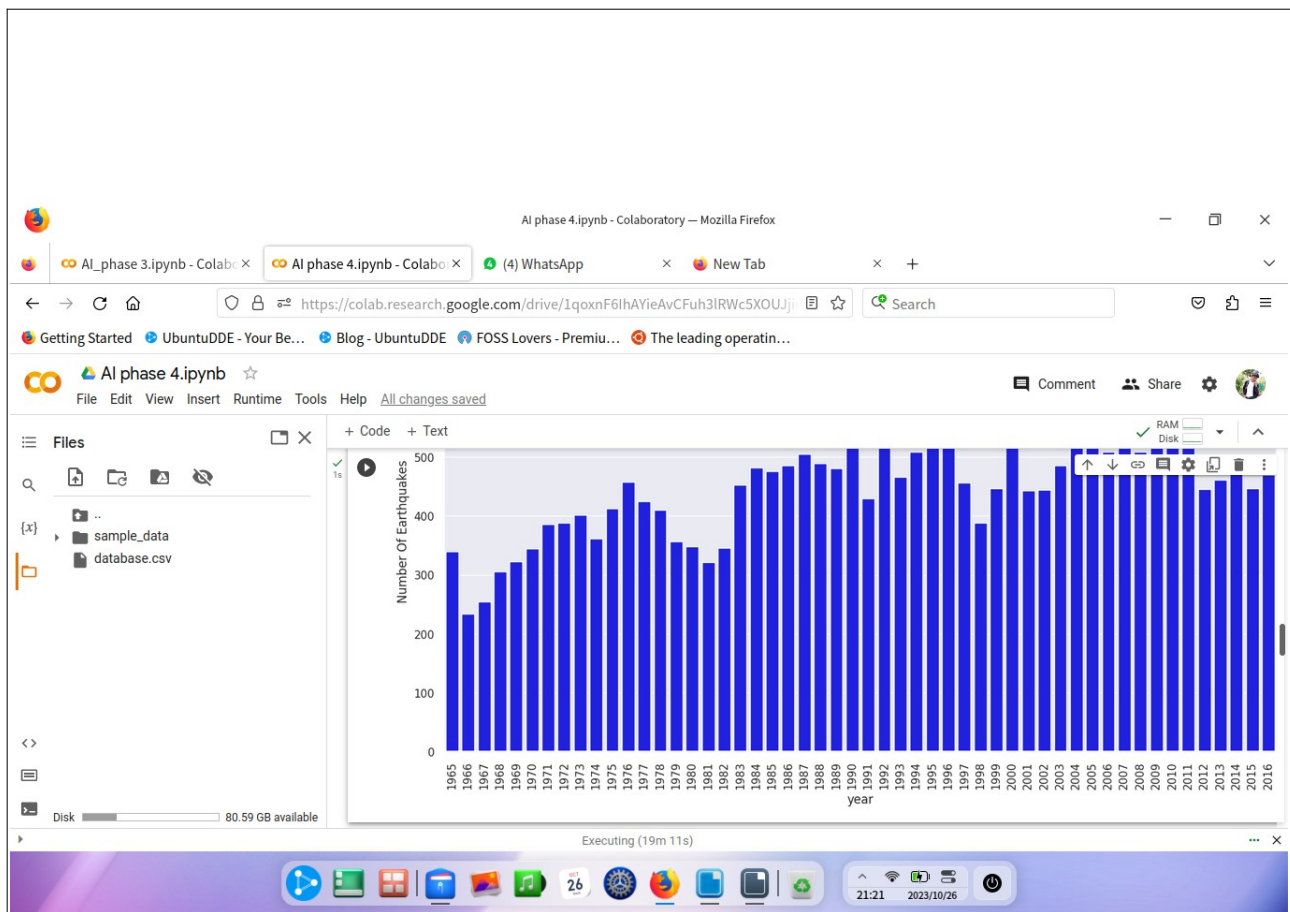 AI phase 4.ipynb - Colaboratory — Mozilla Firefox
AI_phase 3.ipynb - Colab AI phase 4.ipynb - Colabo (4) WhatsApp New Tab
https://colab.research.google.com/drive/ Search
Getting Started UbuntuDDE - Your Be… Blog - UbuntuDDE FOSS Lovers - Premiu… The leading operatin…
CO AI phase 4.ipynb
File Edit View Insert Runtime Tools Help All changes saved
Comment Share
Files
+ Code + Text
RAM
Disk
1s
{x}
..
sample_data
database.csv
<>
Disk 80.59 GB available
Number Of Earthquakes
500
400
300
200
100
0
1965 1966 1967 1968 1969 1970 1971 1972 1973 1974 1975 1976 1977 1978 1979 1980 1981 1982 1983 1984 1985 1986 1987 1988 1989 1990 1991 1992 1993 1994 1995 1996 1997 1998 1999 2000 2001 2002 2003 2004 2005 2006 2007 2008 2009 2010 2011 2012 2013 2014 2015 2016
year
Executing (19m 11s)
OCT
26
21:21 2023/10/26